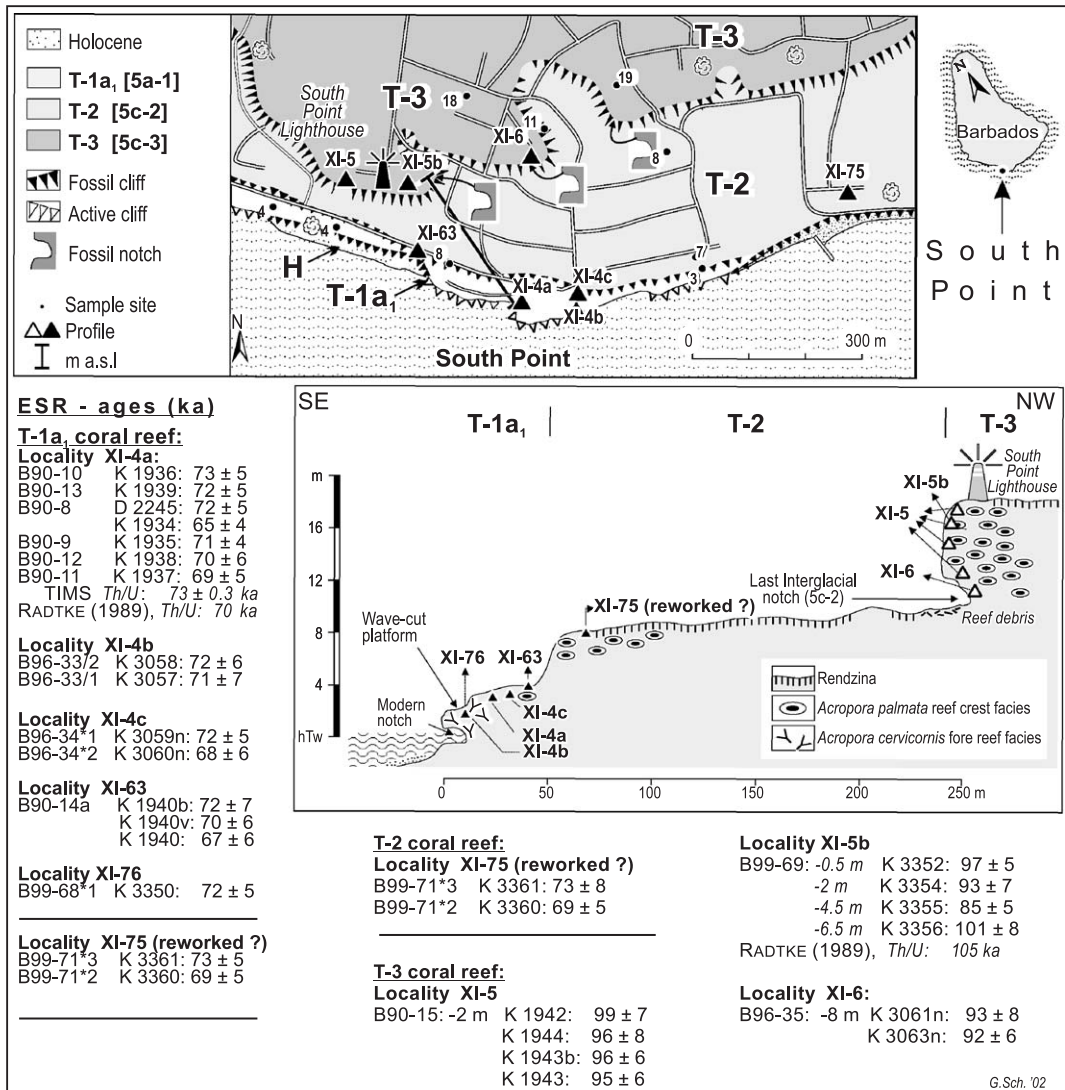 Holocene
T-1a₁ [5a-1]
T-2 [5c-2]
T-3 [5c-3]
Fossil cliff
Active cliff
Fossil notch
Sample site
Profile
m a.s.l
N
T-3
T-3
19
18
South
Point
Lighthouse
11
XI-6
XI-5
XI-5b
8
XI-75
T-2
4
4
XI-63
8
7/
3
H
XI-4c
XI-4a
T-1a₁
XI-4b
South Point
0
300 m
N
Barbados
South
Point
ESR - ages (ka)
T-1a₁ coral reef:
Locality XI-4a:
B90-10 K 1936: 73 ± 5
B90-13 K 1939: 72 ± 5
B90-8 D 2245: 72 ± 5
K 1934: 65 ± 4
B90-9 K 1935: 71 ± 4
B90-12 K 1938: 70 ± 6
B90-11 K 1937: 69 ± 5
TIMS Th/U: 73 ± 0.3 ka
RADTKE (1989), Th/U: 70 ka
Locality XI-4b
B96-33/2 K 3058: 72 ± 6
B96-33/1 K 3057: 71 ± 7
Locality XI-4c
B96-34*1 K 3059n: 72 ± 5
B96-34*2 K 3060n: 68 ± 6
Locality XI-63
B90-14a K 1940b: 72 ± 7
K 1940v: 70 ± 6
K 1940: 67 ± 6
Locality XI-76
B99-68*1 K 3350: 72 ± 5
Locality XI-75 (reworked ?)
B99-71*3 K 3361: 73 ± 5
B99-71*2 K 3360: 69 ± 5
SE
NW
T-1a₁
T-2
T-3
m
16
12
8
4
hTw
South
Point
Lighthouse
XI-5b
XI-5
XI-6
Last Interglacial
notch (5c-2)
Reef debris
XI-75 (reworked ?)
Wave-cut
platform
XI-76
XI-63
Modern
notch
XI-4c
XI-4a
XI-4b
Rendzina
Acropora palmata reef crest facies
Acropora cervicornis fore reef facies
0
50
100
150
200
250 m
T-2 coral reef:
Locality XI-75 (reworked ?)
B99-71*3 K 3361: 73 ± 8
B99-71*2 K 3360: 69 ± 5
T-3 coral reef:
Locality XI-5
B90-15: -2 m K 1942: 99 ± 7
K 1944: 96 ± 8
K 1943b: 96 ± 6
K 1943: 95 ± 6
Locality XI-5b
B99-69: -0.5 m K 3352: 97 ± 5
-2 m K 3354: 93 ± 7
-4.5 m K 3355: 85 ± 5
-6.5 m K 3356: 101 ± 8
RADTKE (1989), Th/U: 105 ka
Locality XI-6:
B96-35: -8 m K 3061n: 93 ± 8
K 3063n: 92 ± 6
G.Sch. '02